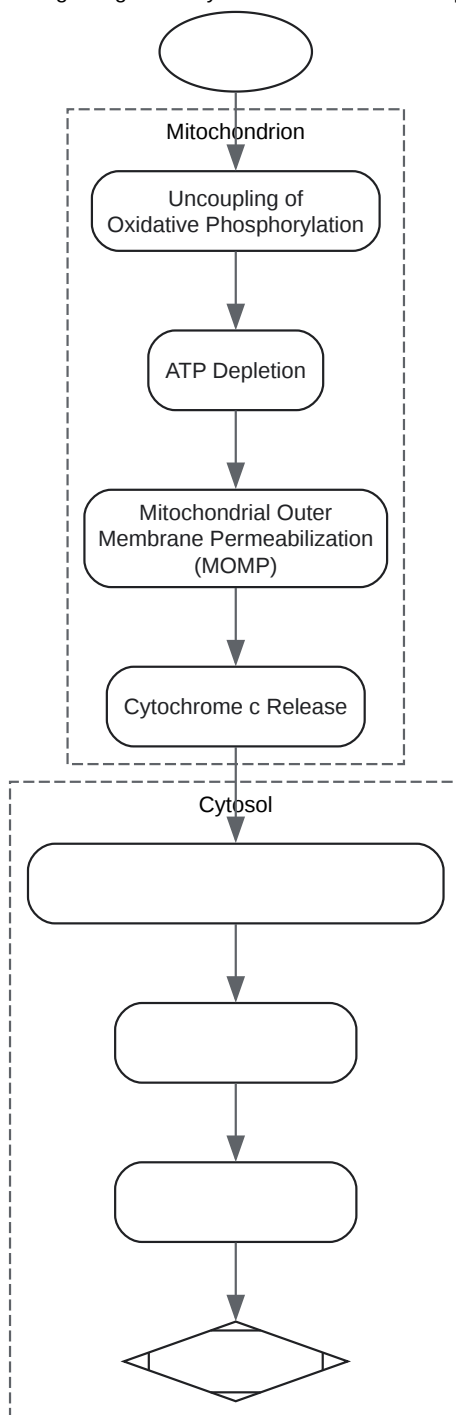 Mitochondrion
Uncoupling of
Oxidative Phosphorylation
ATP Depletion
Mitochondrial Outer
Membrane Permeabilization
(MOMP)
Cytochrome c Release
Cytosol